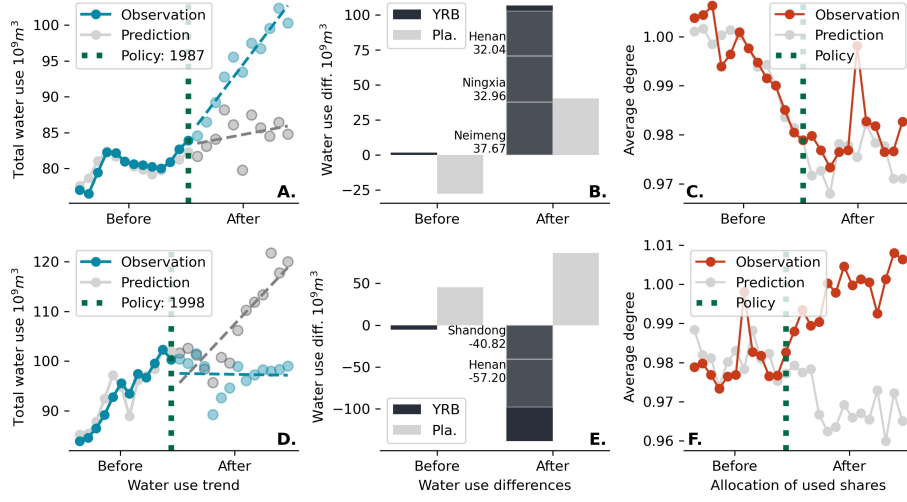 Total water use 10⁹m³
100
95
90
85
80
Observation
Prediction
Policy: 1987
A.
Before
After
Water use diff. 10⁹m³
100
75
50
25
0
−25
YRB
Pla.
Henan
32.04
Ningxia
32.96
Neimeng
37.67
B.
Before
After
Average degree
1.00
0.99
0.98
0.97
Observation
Prediction
Policy
C.
Before
After
Total water use 10⁹m³
120
110
100
90
Observation
Prediction
Policy: 1998
D.
Before
After
Water use trend
Water use diff. 10⁹m³
50
0
−50
−100
Shandong
-40.82
Henan
-57.20
YRB
Pla.
E.
Before
After
Water use differences
Average degree
1.01
1.00
0.99
0.98
0.97
0.96
Observation
Prediction
Policy
F.
Before
After
Allocation of used shares